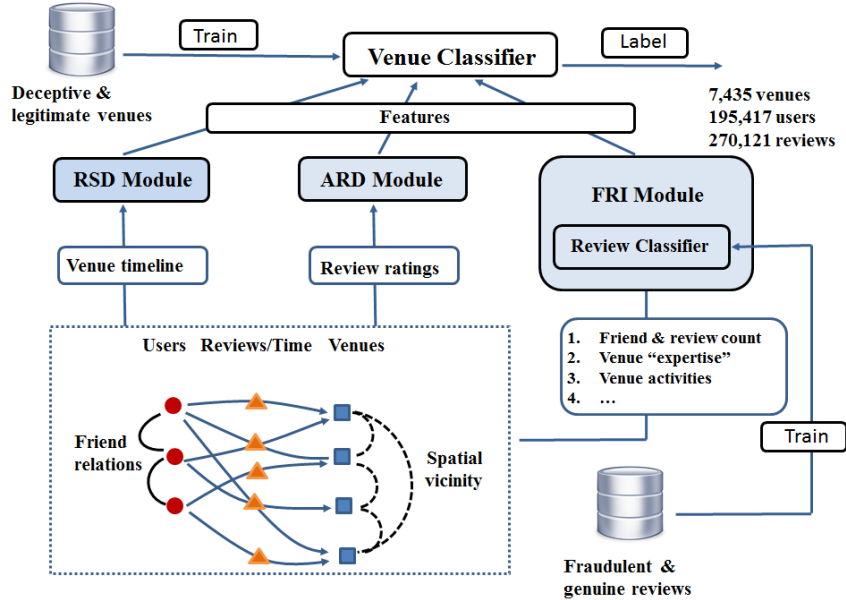 Train
Venue Classifier
Label
Deceptive &
legitimate venues
7,435 venues
195,417 users
270,121 reviews
Features
RSD Module
ARD Module
FRI Module
Review Classifier
Venue timeline
Review ratings
1. Friend & review count
2. Venue “expertise”
3. Venue activities
4. …
Users Reviews/Time Venues
Friend
relations
Spatial
vicinity
Train
Fraudulent &
genuine reviews